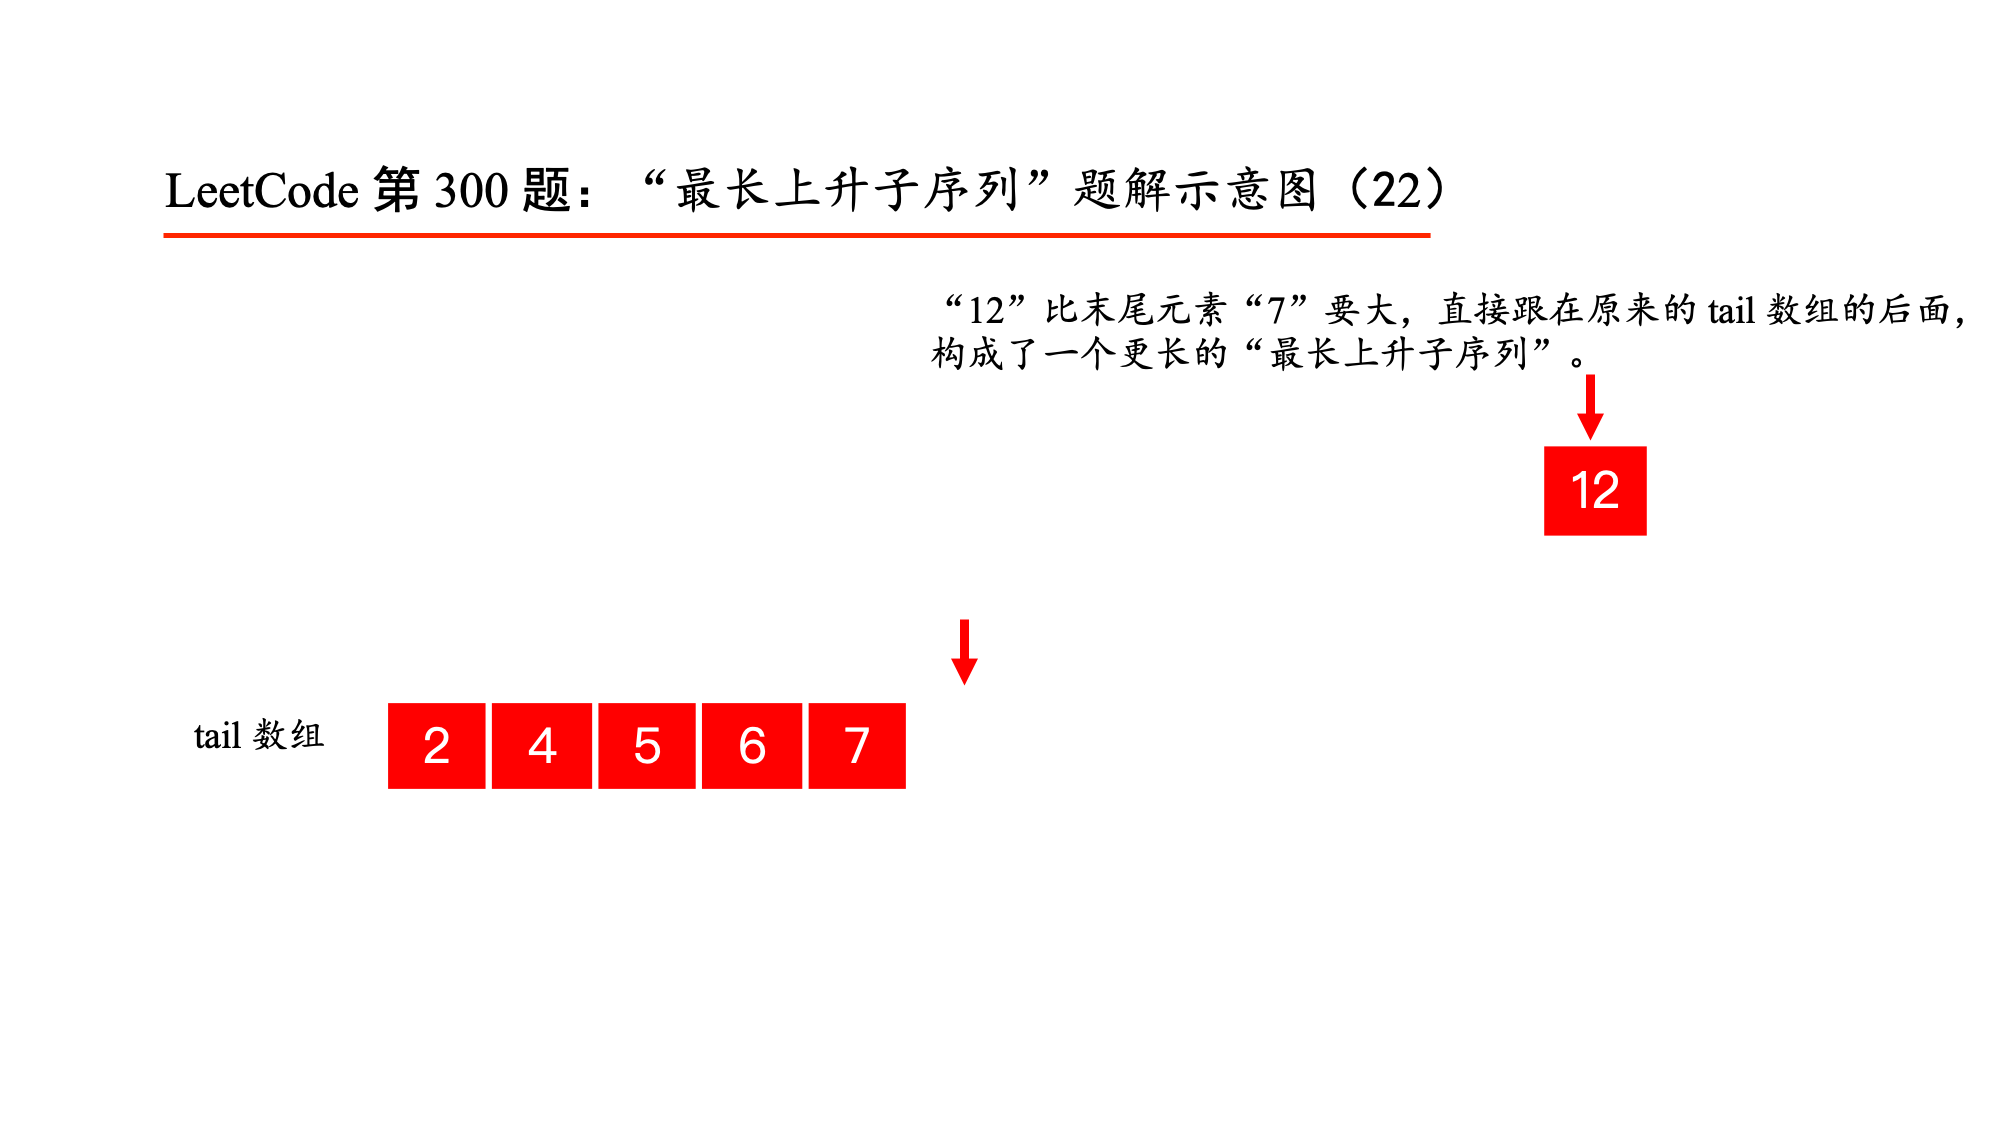 LeetCode 第 300 题：“最长上升子序列”题解示意图（22）
“12”比末尾元素“7”要大，直接跟在原来的 tail 数组的后面，
构成了一个更长的“最长上升子序列”。
12
tail 数组 2 4 5 6 7